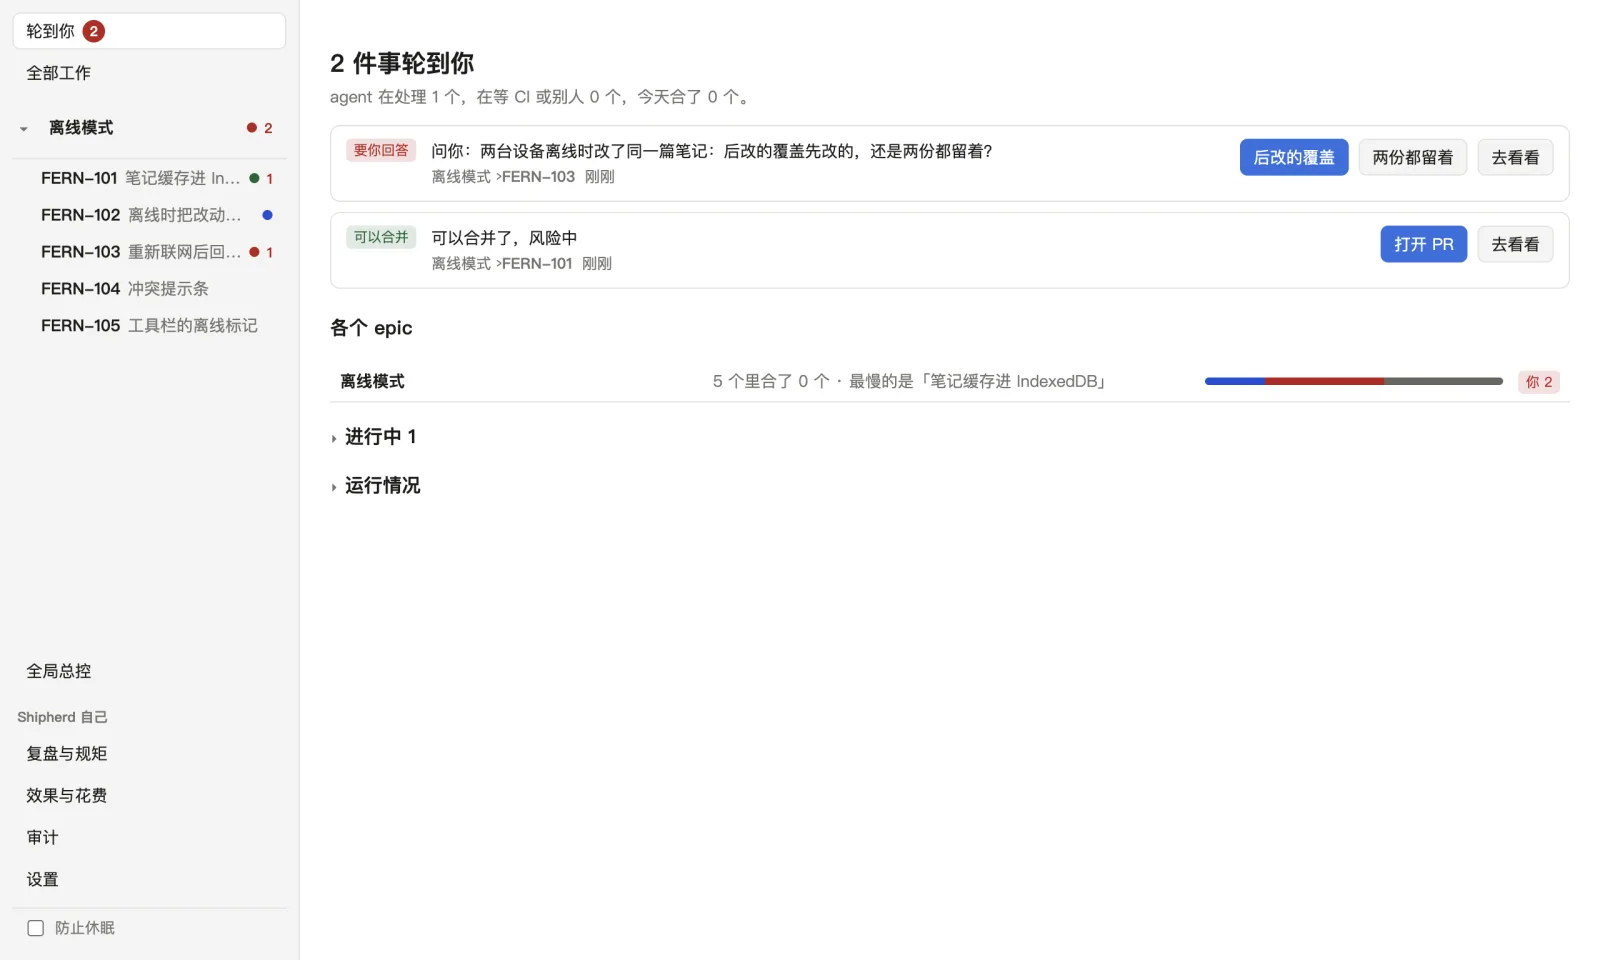 轮到你 2
全部工作
离线模式 2
FERN-101 笔记缓存进 In... 1
FERN-102 离线时把改动...
FERN-103 重新联网后回... 1
FERN-104 冲突提示条
FERN-105 工具栏的离线标记
全局总控
Shipherd 自己
复盘与规矩
效果与花费
审计
设置
防止休眠
2 件事轮到你
agent 在处理 1 个，在等 CI 或别人 0 个，今天合了 0 个。
要你回答 问你：两台设备离线时改了同一篇笔记：后改的覆盖先改的，还是两份都留着？ 后改的覆盖 两份都留着 去看看
离线模式 >FERN-103 刚刚
可以合并 可以合并了，风险中 打开 PR 去看看
离线模式 >FERN-101 刚刚
各个 epic
离线模式 5 个里合了 0 个 · 最慢的是「笔记缓存进 IndexedDB」 你 2
进行中 1
运行情况